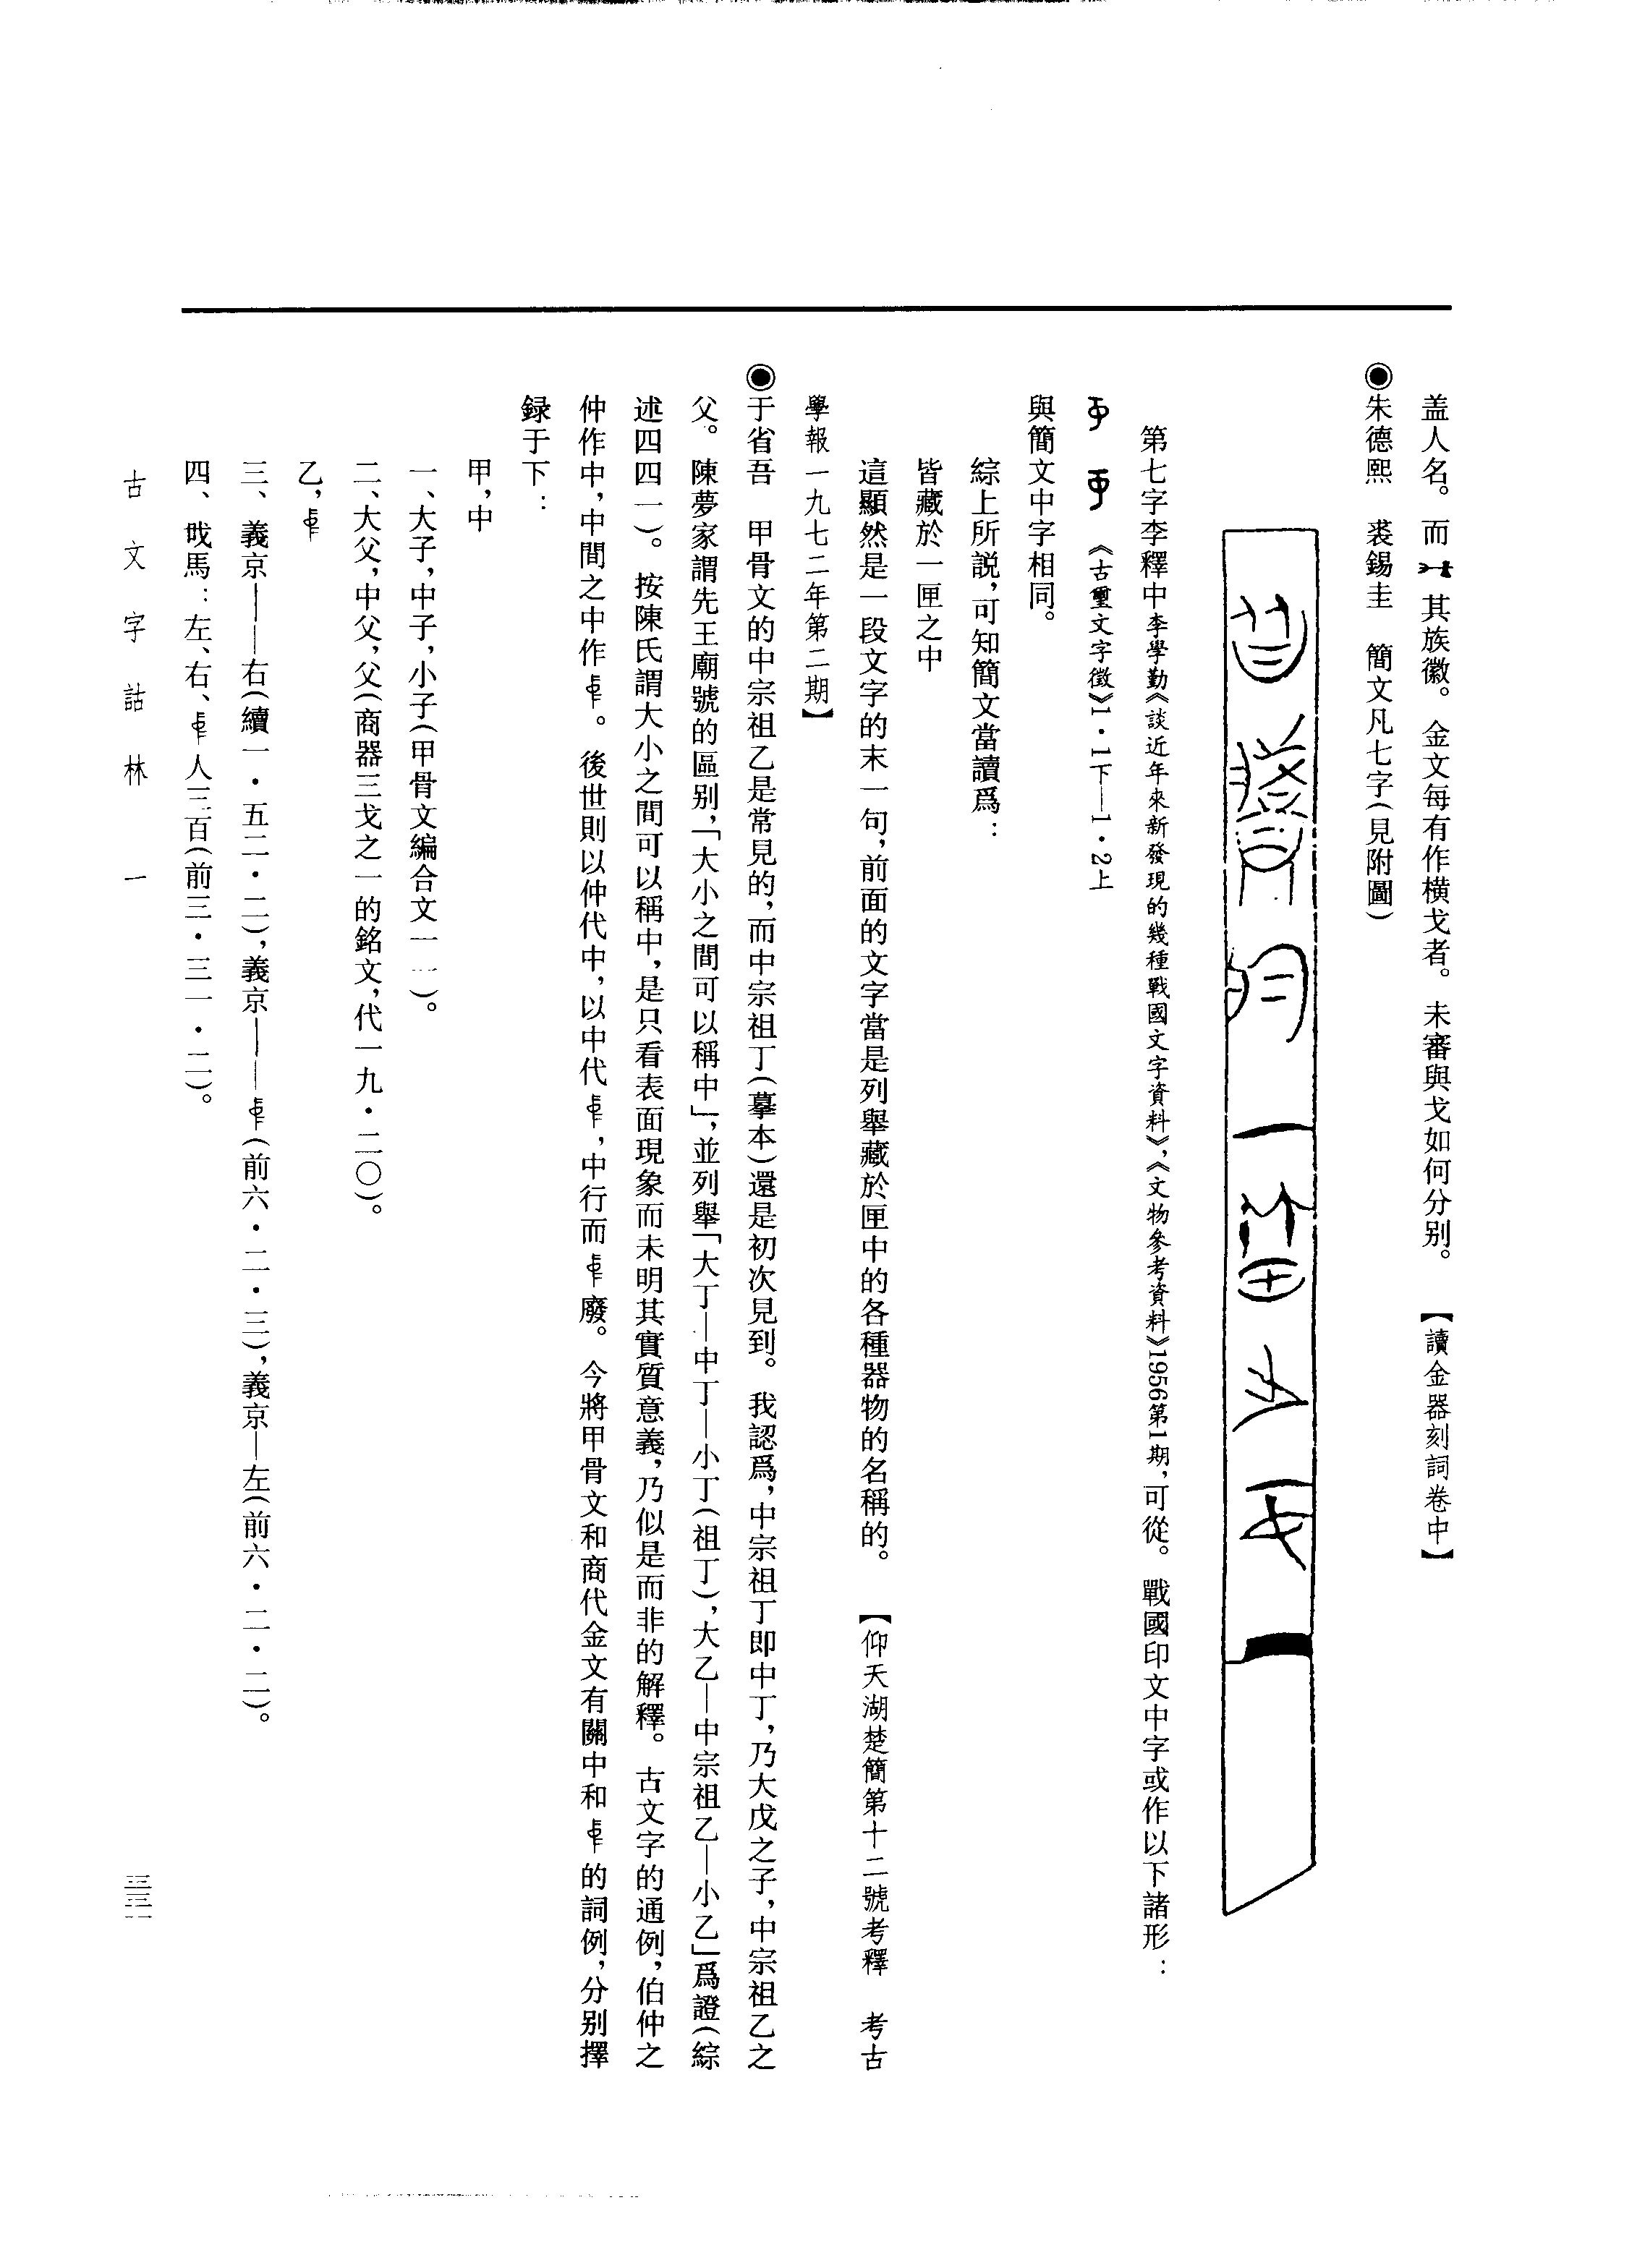 盖人名。而其族徽。金文每有作横戈者。未審與戈如何分别。【讀金器刻詞卷中】
◉朱德熙　裘錫圭　簡文凡七字(見附圖)
第七字李釋中李學勤《談近年來新發現的幾種戰國文字資料》,《文物參考資料》1956第1期,可從。戰國印文中字或作以下諸形:
《古璽文字徵》1·1下—1·2上
與簡文中字相同。
綜上所説,可知簡文當讀爲:
皆藏於一匣之中
這顯然是一段文字的末一句,前面的文字當是列舉藏於匣中的各種器物的名稱的。【仰天湖楚簡第十二號考釋　考古
學報一九七二年第二期】
◉于省吾　甲骨文的中宗祖乙是常見的,而中宗祖丁(摹本)還是初次見到。我認爲,中宗祖丁即中丁,乃大戊之子,中宗祖乙之
父。陳夢家謂先王廟號的區别,「大小之間可以稱中」,並列舉「大丁—中丁—小丁(祖丁),大乙—中宗祖乙—小乙」爲證(綜
述四四一)。按陳氏謂大小之間可以稱中,是只看表面現象而未明其實質意義,乃似是而非的解釋。古文字的通例,伯仲之
仲作中,中間之中作。後世則以仲代中,以中代,中行而廢。今將甲骨文和商代金文有關中和的詞例,分别擇
録于下:
甲,中
一、大子,中子,小子(甲骨文編合文一一)。
二、大父,中父,父(商器三戈之一的銘文,代一九·二〇)。
乙,
三、義京——右(續一·五二·二),義京——(前六·二·三),義京—左(前六·二·二)。
四、戝馬:左、右、人三百(前三·三一·二)。
古文字詁林　一
三三一